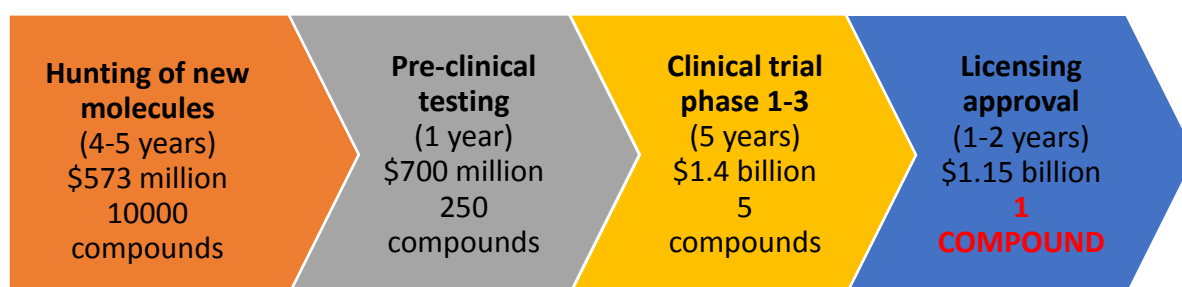 Hunting of new
molecules
(4-5 years)
$573 million
10000
compounds
Pre-clinical
testing
(1 year)
$700 million
250
compounds
Clinical trial
phase 1-3
(5 years)
$1.4 billion
5
compounds
Licensing
approval
(1-2 years)
$1.15 billion
1
COMPOUND